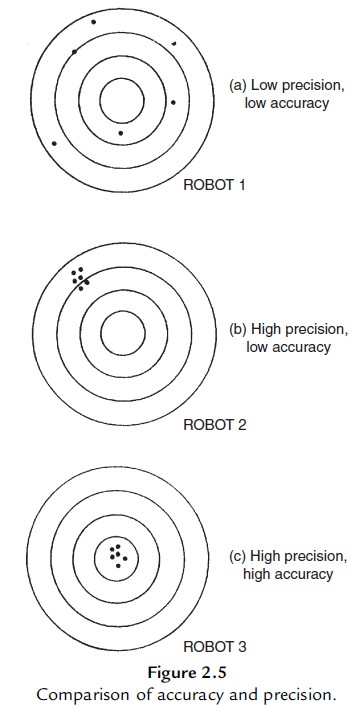 (a) Low precision,
low accuracy
ROBOT 1
(b) High precision,
low accuracy
ROBOT 2
(c) High precision,
high accuracy
ROBOT 3
Figure 2.5
Comparison of accuracy and precision.